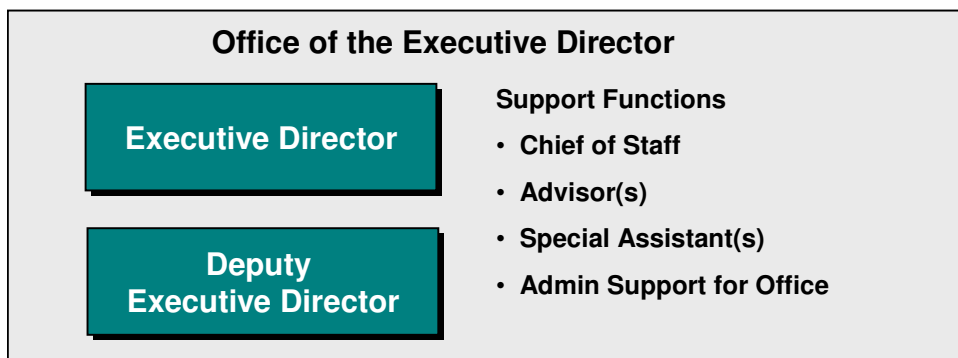 Office of the Executive Director
Executive Director
Deputy
Executive Director
Support Functions
• Chief of Staff
• Advisor(s)
• Special Assistant(s)
• Admin Support for Office